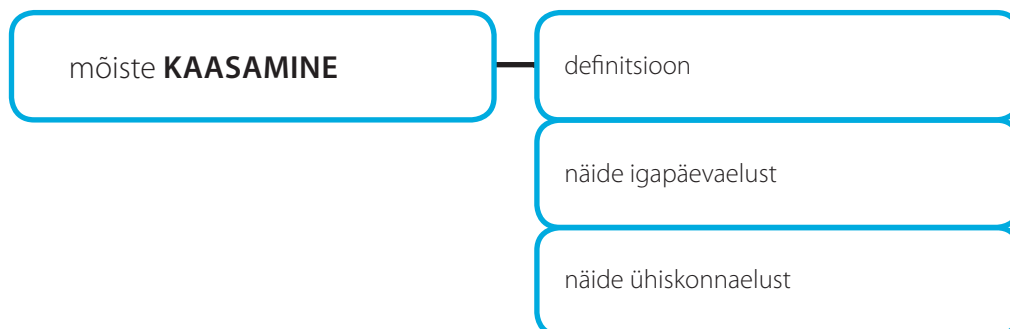 mõiste KAASAMINE
definitsioon
näide igapäevaelust
näide ühiskonnaelust